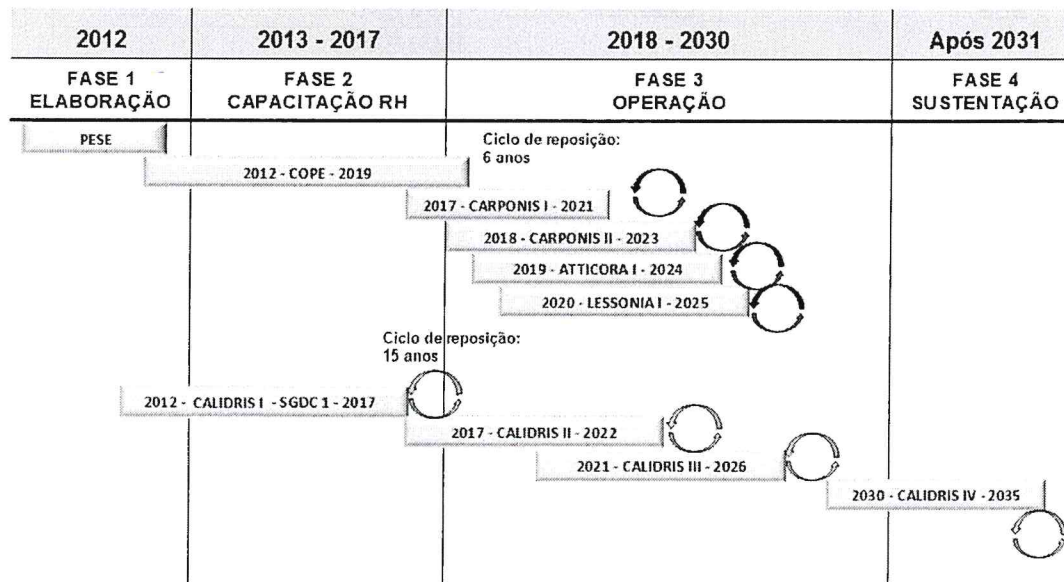 2012
2013 - 2017
2018 - 2030
Após 2031
FASE 1
ELABORAÇÃO
FASE 2
CAPACITAÇÃO RH
FASE 3
OPERAÇÃO
FASE 4
SUSTENTAÇÃO
PESE
Ciclo de reposição:
6 anos
2012 - COPE - 2019
2017 - CARPONIS I - 2021
2018 - CARPONIS II - 2023
2019 - ATTICORA I - 2024
2020 - LESSONIA I - 2025
Ciclo de reposição:
15 anos
2012 - CALIDRIS I - SGDC 1 - 2017
2017 - CALIDRIS II - 2022
2021 - CALIDRIS III - 2026
2030 - CALIDRIS IV - 2035